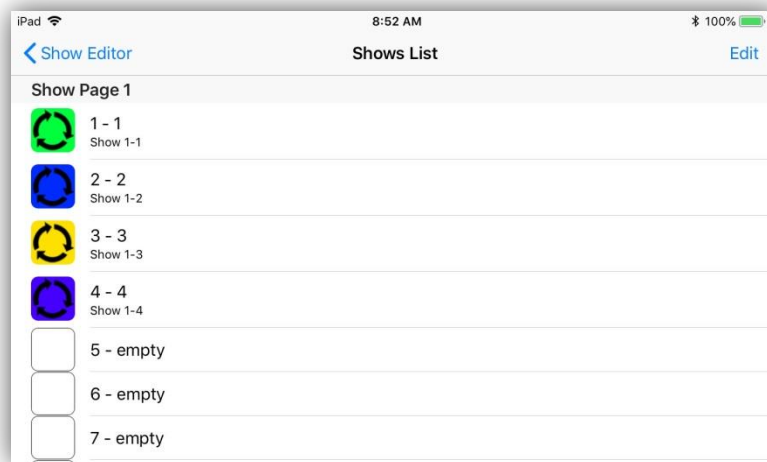 iPad 8:52 AM 100%
Show Editor Shows List Edit
Show Page 1
1 - 1
Show 1-1
2 - 2
Show 1-2
3 - 3
Show 1-3
4 - 4
Show 1-4
5 - empty
6 - empty
7 - empty